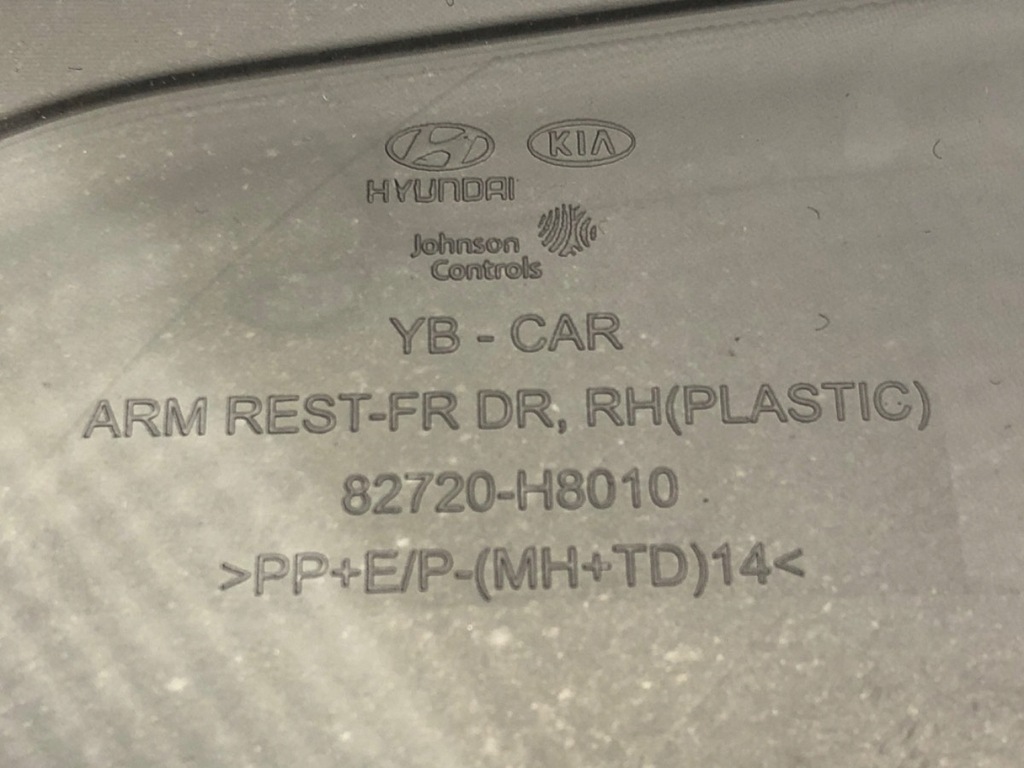 KIA
HYUNDAI
Johnson
Controls
YB - CAR
ARM REST-FR DR, RH(PLASTIC)
82720-H8010
>PP+E/P-(MH+TD)14<